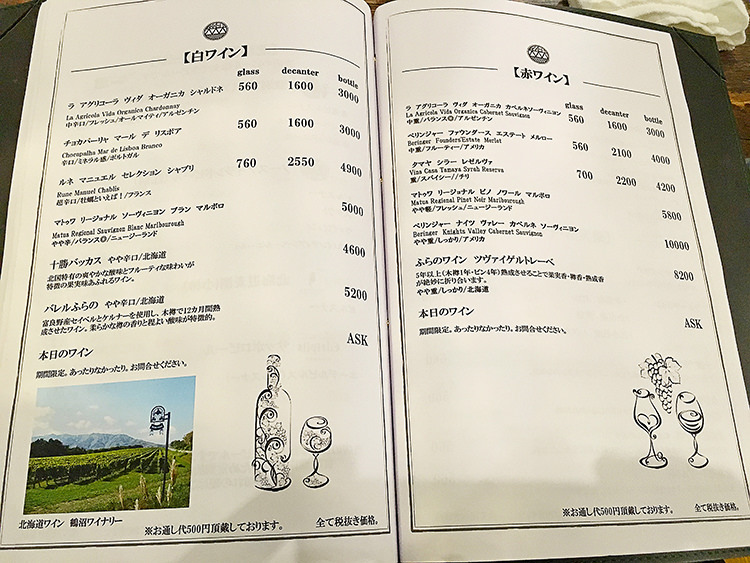 【白ワイン】
glass decanter bottle
ラ アグリコーラ ヴィダ オーガニカ シャルドネ 560 1600 3000
La Agricola Vida Organica Chardonnay
中辛口/フレッシュ/オールマイティ/アルゼンチン
チョカパーリャ マール デ リスボア 560 1600 3000
Chocapalha Mar de Lisboa Branco
辛口/ミネラル感/ポルトガル
ルネ マニュエル セレクション シャブリ 760 2550 4900
Rune Manuel Chablis
超辛口/牡蠣といえば!/フランス
マトゥワ リージョナル ソーヴィニヨン ブラン マルボロ 5000
Matua Regional Sauvignon Blanc Marlbourough
やや辛/バランス◎/ニュージーランド
十勝バッカス やや辛口/北海道 4600
北国特有の爽やかな酸味とフルーティな味わいが
特徴の果実味あふれるワイン。
バレルふらの やや辛口/北海道 5200
富良野産セイベルとケルナーを使用し、木樽で12カ月間熟
成させたワイン。柔らかな樽の香りと程よい酸味が特徴的。
本日のワイン ASK
期間限定。あったりなかったり。お問合せください。
北海道ワイン 鶴沼ワイナリー
※お通し代500円頂戴しております。 全て税抜き価格。
【赤ワイン】
glass decanter bottle
ラ アグリコーラ ヴィダ オーガニカ カベルネソーヴィニヨン 560 1600 3000
La Agricola Vida Organica Cabernet Sauvignon
中重/バランス◎/アルゼンチン
ベリンジャー ファウンダース エステート メルロー 560 2100 4000
Beringer Founders'Estate Merlot
中重/フルーティー/アメリカ
タマヤ シラー レゼルヴァ 700 2200 4200
Vina Casa Tamaya Syrah Reserva
重/スパイシー//チリ
マトゥワ リージョナル ピノ ノワール マルボロ 5800
Matua Regional Pinot Noir Marlbourough
やや軽/フレッシュ/ニュージーランド
ベリンジャー ナイツ ヴァレー カベルネ ソーヴィニヨン 10000
Beringer Knights Valley Cabernet Sauvignon
やや重/しっかり/アメリカ
ふらのワイン ツヴァイゲルトレーベ 8200
5年以上(木樽1年・ビン4年)熟成させることで果実香・樽香・熟成香
が絶妙に折り合います。
やや重/しっかり/北海道
本日のワイン ASK
期間限定。あったりなかったり。お問合せください。
※お通し代500円頂戴しております。 全て税抜き価格。